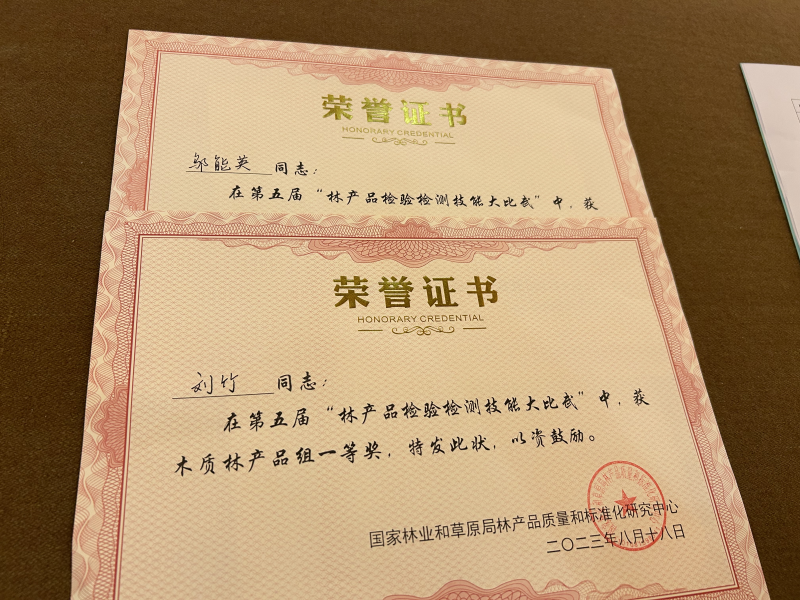 荣誉证书
HONORARY CREDENTIAL
邬能英 同志：
在第五届“林产品检验检测技能大比武”中，获
荣誉证书
HONORARY CREDENTIAL
刘竹 同志：
在第五届“林产品检验检测技能大比武”中，获
木质林产品组一等奖，特发此状，以资鼓励。
国家林业和草原局林产品质量和标准化研究中心
二〇二三年八月十八日